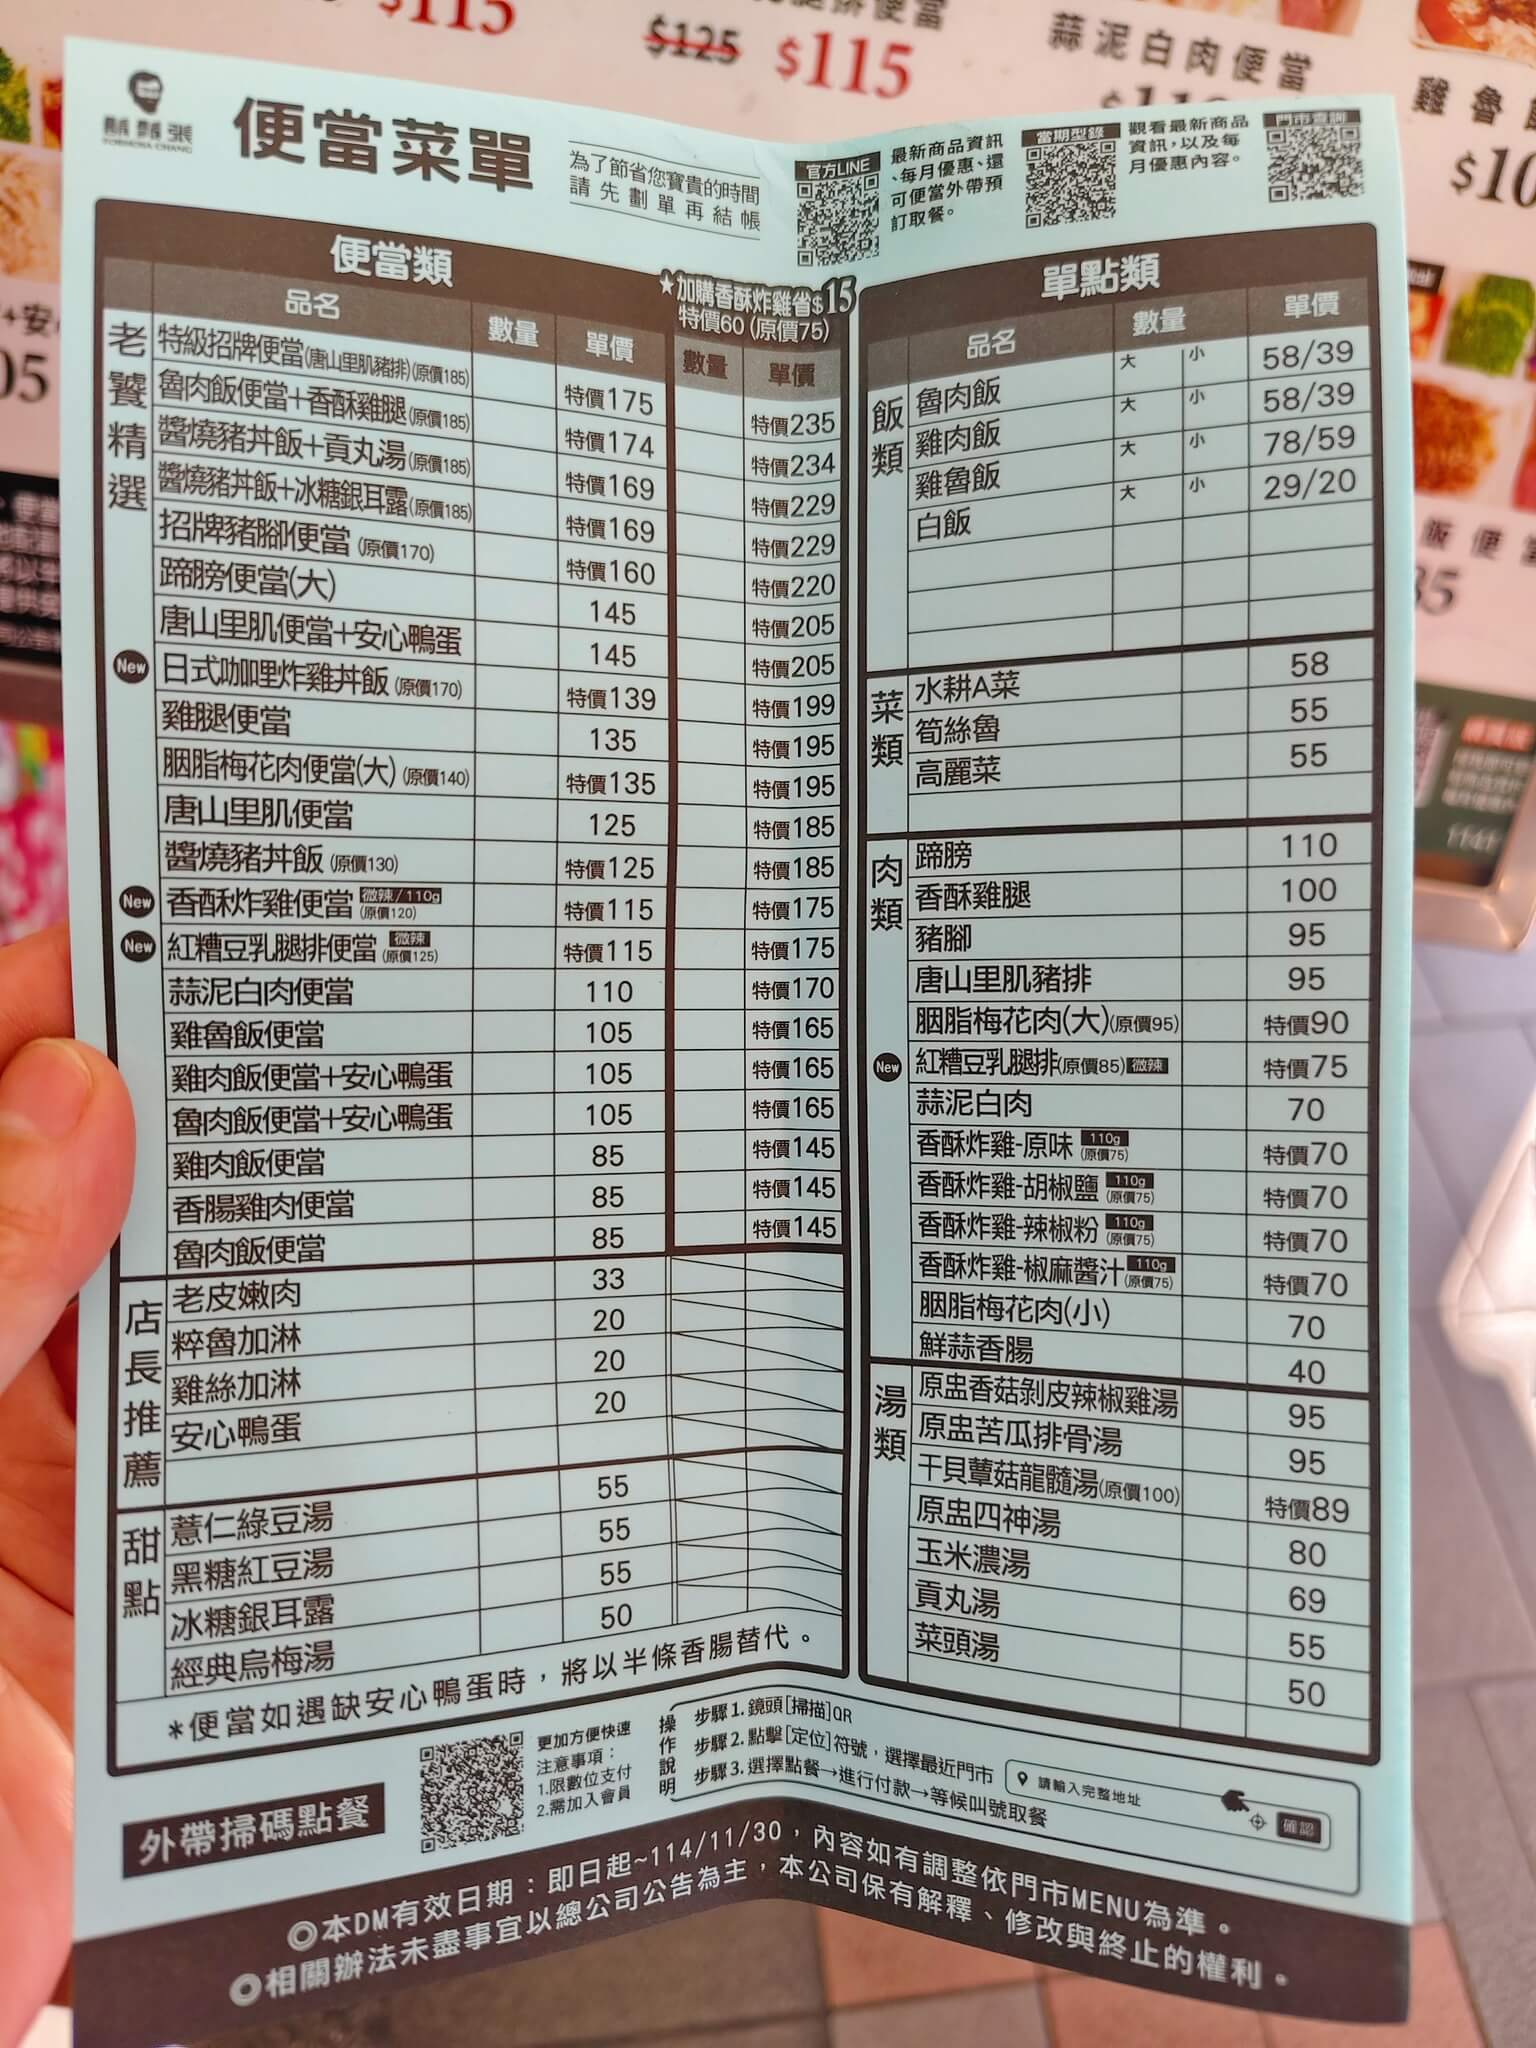 $115
$125 $115
蒜泥白肉便當
$10
05
35
鬍鬚張
FORMOSA CHANG
便當菜單
為了節省您寶貴的時間
請先劃單再結帳
官方LINE
最新商品資訊
、每月優惠、還
可便當外帶預
訂取餐。
當期型錄
觀看最新商品
資訊,以及每
月優惠內容。
門市查詢
便當類
★加購香酥炸雞省$15
特價60 (原價75)
品名 數量 單價 數量 單價
老饕精選
特級招牌便當(唐山里肌豬排)(原價185) 特價175 特價235
魯肉飯便當+香酥雞腿(原價185) 特價174 特價234
醬燒豬丼飯+貢丸湯(原價185) 特價169 特價229
醬燒豬丼飯+冰糖銀耳露(原價185) 特價169 特價229
招牌豬腳便當(原價170) 特價160 特價220
蹄膀便當(大) 145 特價205
唐山里肌便當+安心鴨蛋 145 特價205
New 日式咖哩炸雞丼飯(原價170) 特價139 特價199
雞腿便當 135 特價195
胭脂梅花肉便當(大)(原價140) 特價135 特價195
唐山里肌便當 125 特價185
醬燒豬丼飯(原價130) 特價125 特價185
New 香酥炸雞便當 微辣/110g (原價120) 特價115 特價175
New 紅糟豆乳腿排便當 微辣 (原價125) 特價115 特價175
蒜泥白肉便當 110 特價170
雞魯飯便當 105 特價165
雞肉飯便當+安心鴨蛋 105 特價165
魯肉飯便當+安心鴨蛋 105 特價165
雞肉飯便當 85 特價145
香腸雞肉便當 85 特價145
魯肉飯便當 85 特價145
店長推薦
老皮嫩肉 33
粹魯加淋 20
雞絲加淋 20
安心鴨蛋 20
甜點
薏仁綠豆湯 55
黑糖紅豆湯 55
冰糖銀耳露 55
經典烏梅湯 50
*便當如遇缺安心鴨蛋時,將以半條香腸替代。
單點類
品名 數量 單價
飯類
魯肉飯 大 小 58/39
雞肉飯 大 小 58/39
雞魯飯 大 小 78/59
白飯 大 小 29/20
菜類
水耕A菜 58
筍絲魯 55
高麗菜 55
肉類
蹄膀 110
香酥雞腿 100
豬腳 95
唐山里肌豬排 95
胭脂梅花肉(大)(原價95) 特價90
New 紅糟豆乳腿排(原價85) 微辣 特價75
蒜泥白肉 70
香酥炸雞-原味 110g (原價75) 特價70
香酥炸雞-胡椒鹽 110g (原價75) 特價70
香酥炸雞-辣椒粉 110g (原價75) 特價70
香酥炸雞-椒麻醬汁 110g (原價75) 特價70
胭脂梅花肉(小) 70
鮮蒜香腸 40
湯類
原盅香菇剝皮辣椒雞湯 95
原盅苦瓜排骨湯 95
干貝蕈菇龍髓湯(原價100) 特價89
原盅四神湯 80
玉米濃湯 69
貢丸湯 55
菜頭湯 50
外帶掃碼點餐
更加方便快速
注意事項:
1.限數位支付
2.需加入會員
操作說明
步驟1.鏡頭[掃描]QR
步驟2.點擊[定位]符號,選擇最近門市
步驟3.選擇點餐→進行付款→等候叫號取餐
請輸入完整地址
確認
◎本DM有效日期:即日起~114/11/30,內容如有調整依門市MENU為準。
◎相關辦法未盡事宜以總公司公告為主,本公司保有解釋、修改與終止的權利。